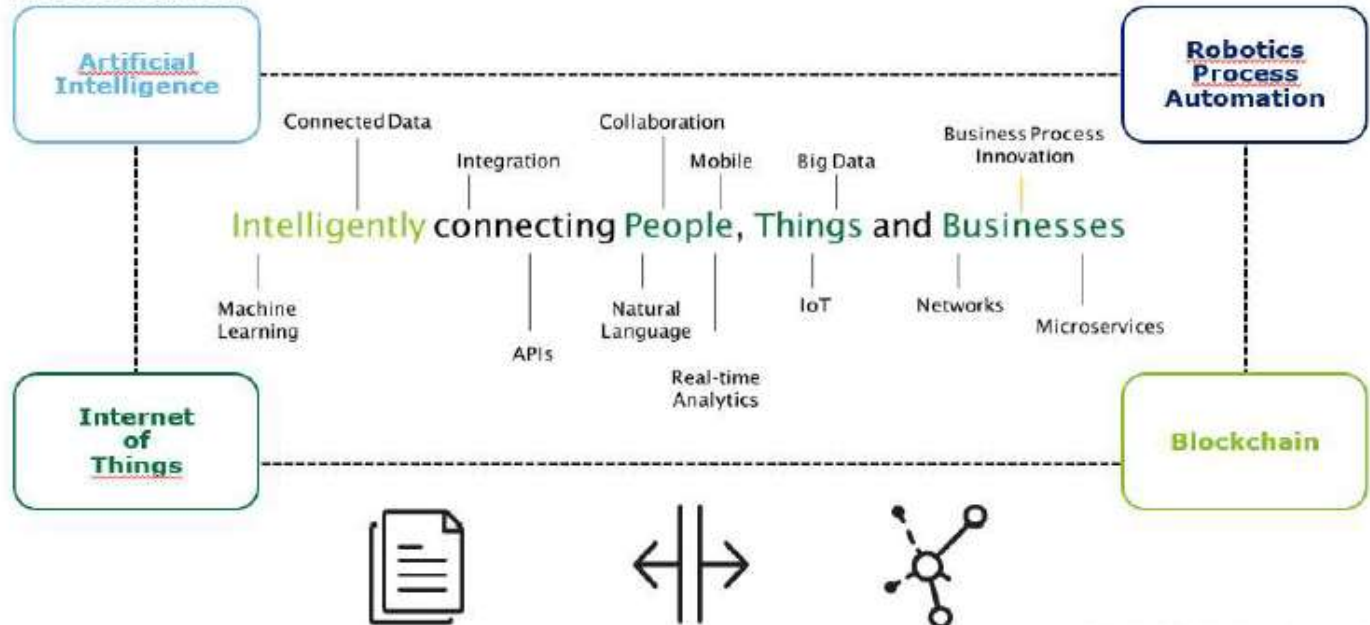 Artificial
Intelligence
Robotics
Process
Automation
Connected Data
Collaboration
Business Process
Innovation
Integration
Mobile
Big Data
Intelligently connecting People, Things and Businesses
Machine
Learning
Natural
Language
IoT
Networks
Microservices
APIs
Real-time
Analytics
Internet
of
Things
Blockchain